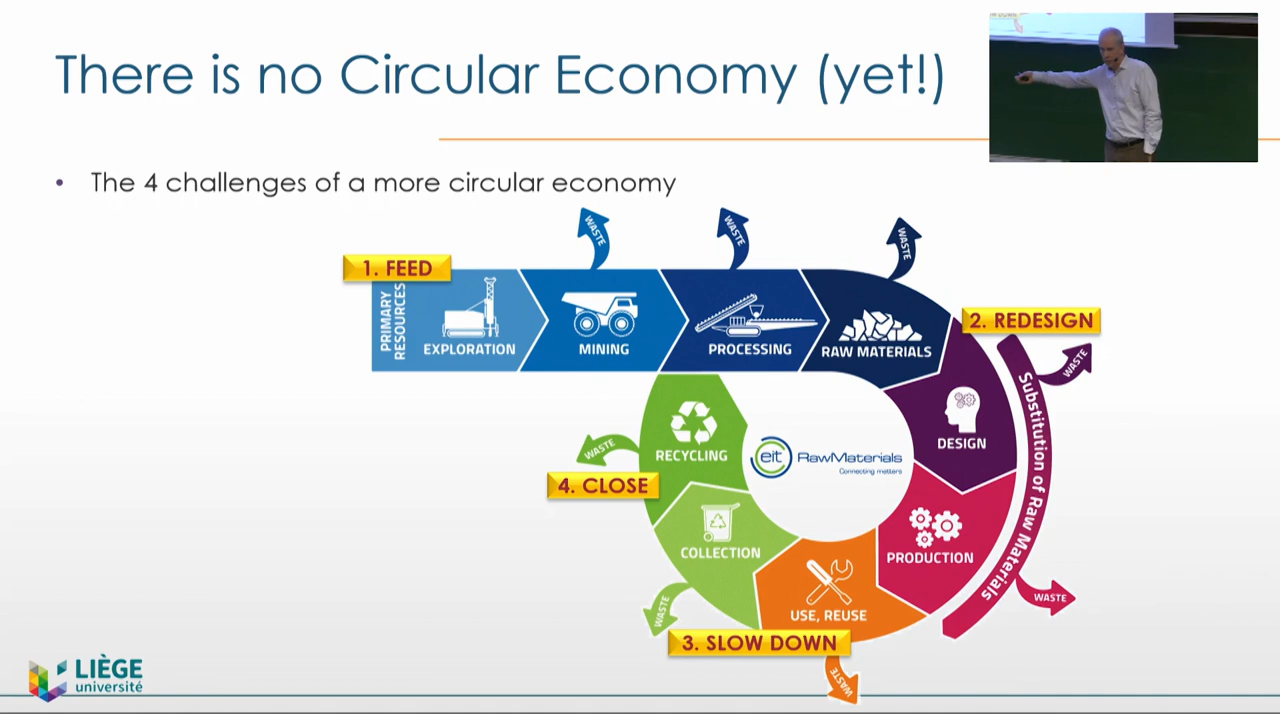 There is no Circular Economy (yet!)
• The 4 challenges of a more circular economy
WASTE
WASTE
WASTE
1. FEED
PRIMARY
RESOURCES
EXPLORATION
MINING
PROCESSING
RAW MATERIALS
2. REDESIGN
WASTE
Substitution of Raw Materials
DESIGN
RECYCLING
WASTE
eit RawMaterials
Connecting matters
4. CLOSE
COLLECTION
PRODUCTION
WASTE
WASTE
USE, REUSE
3. SLOW DOWN
WASTE
LIÈGE
université